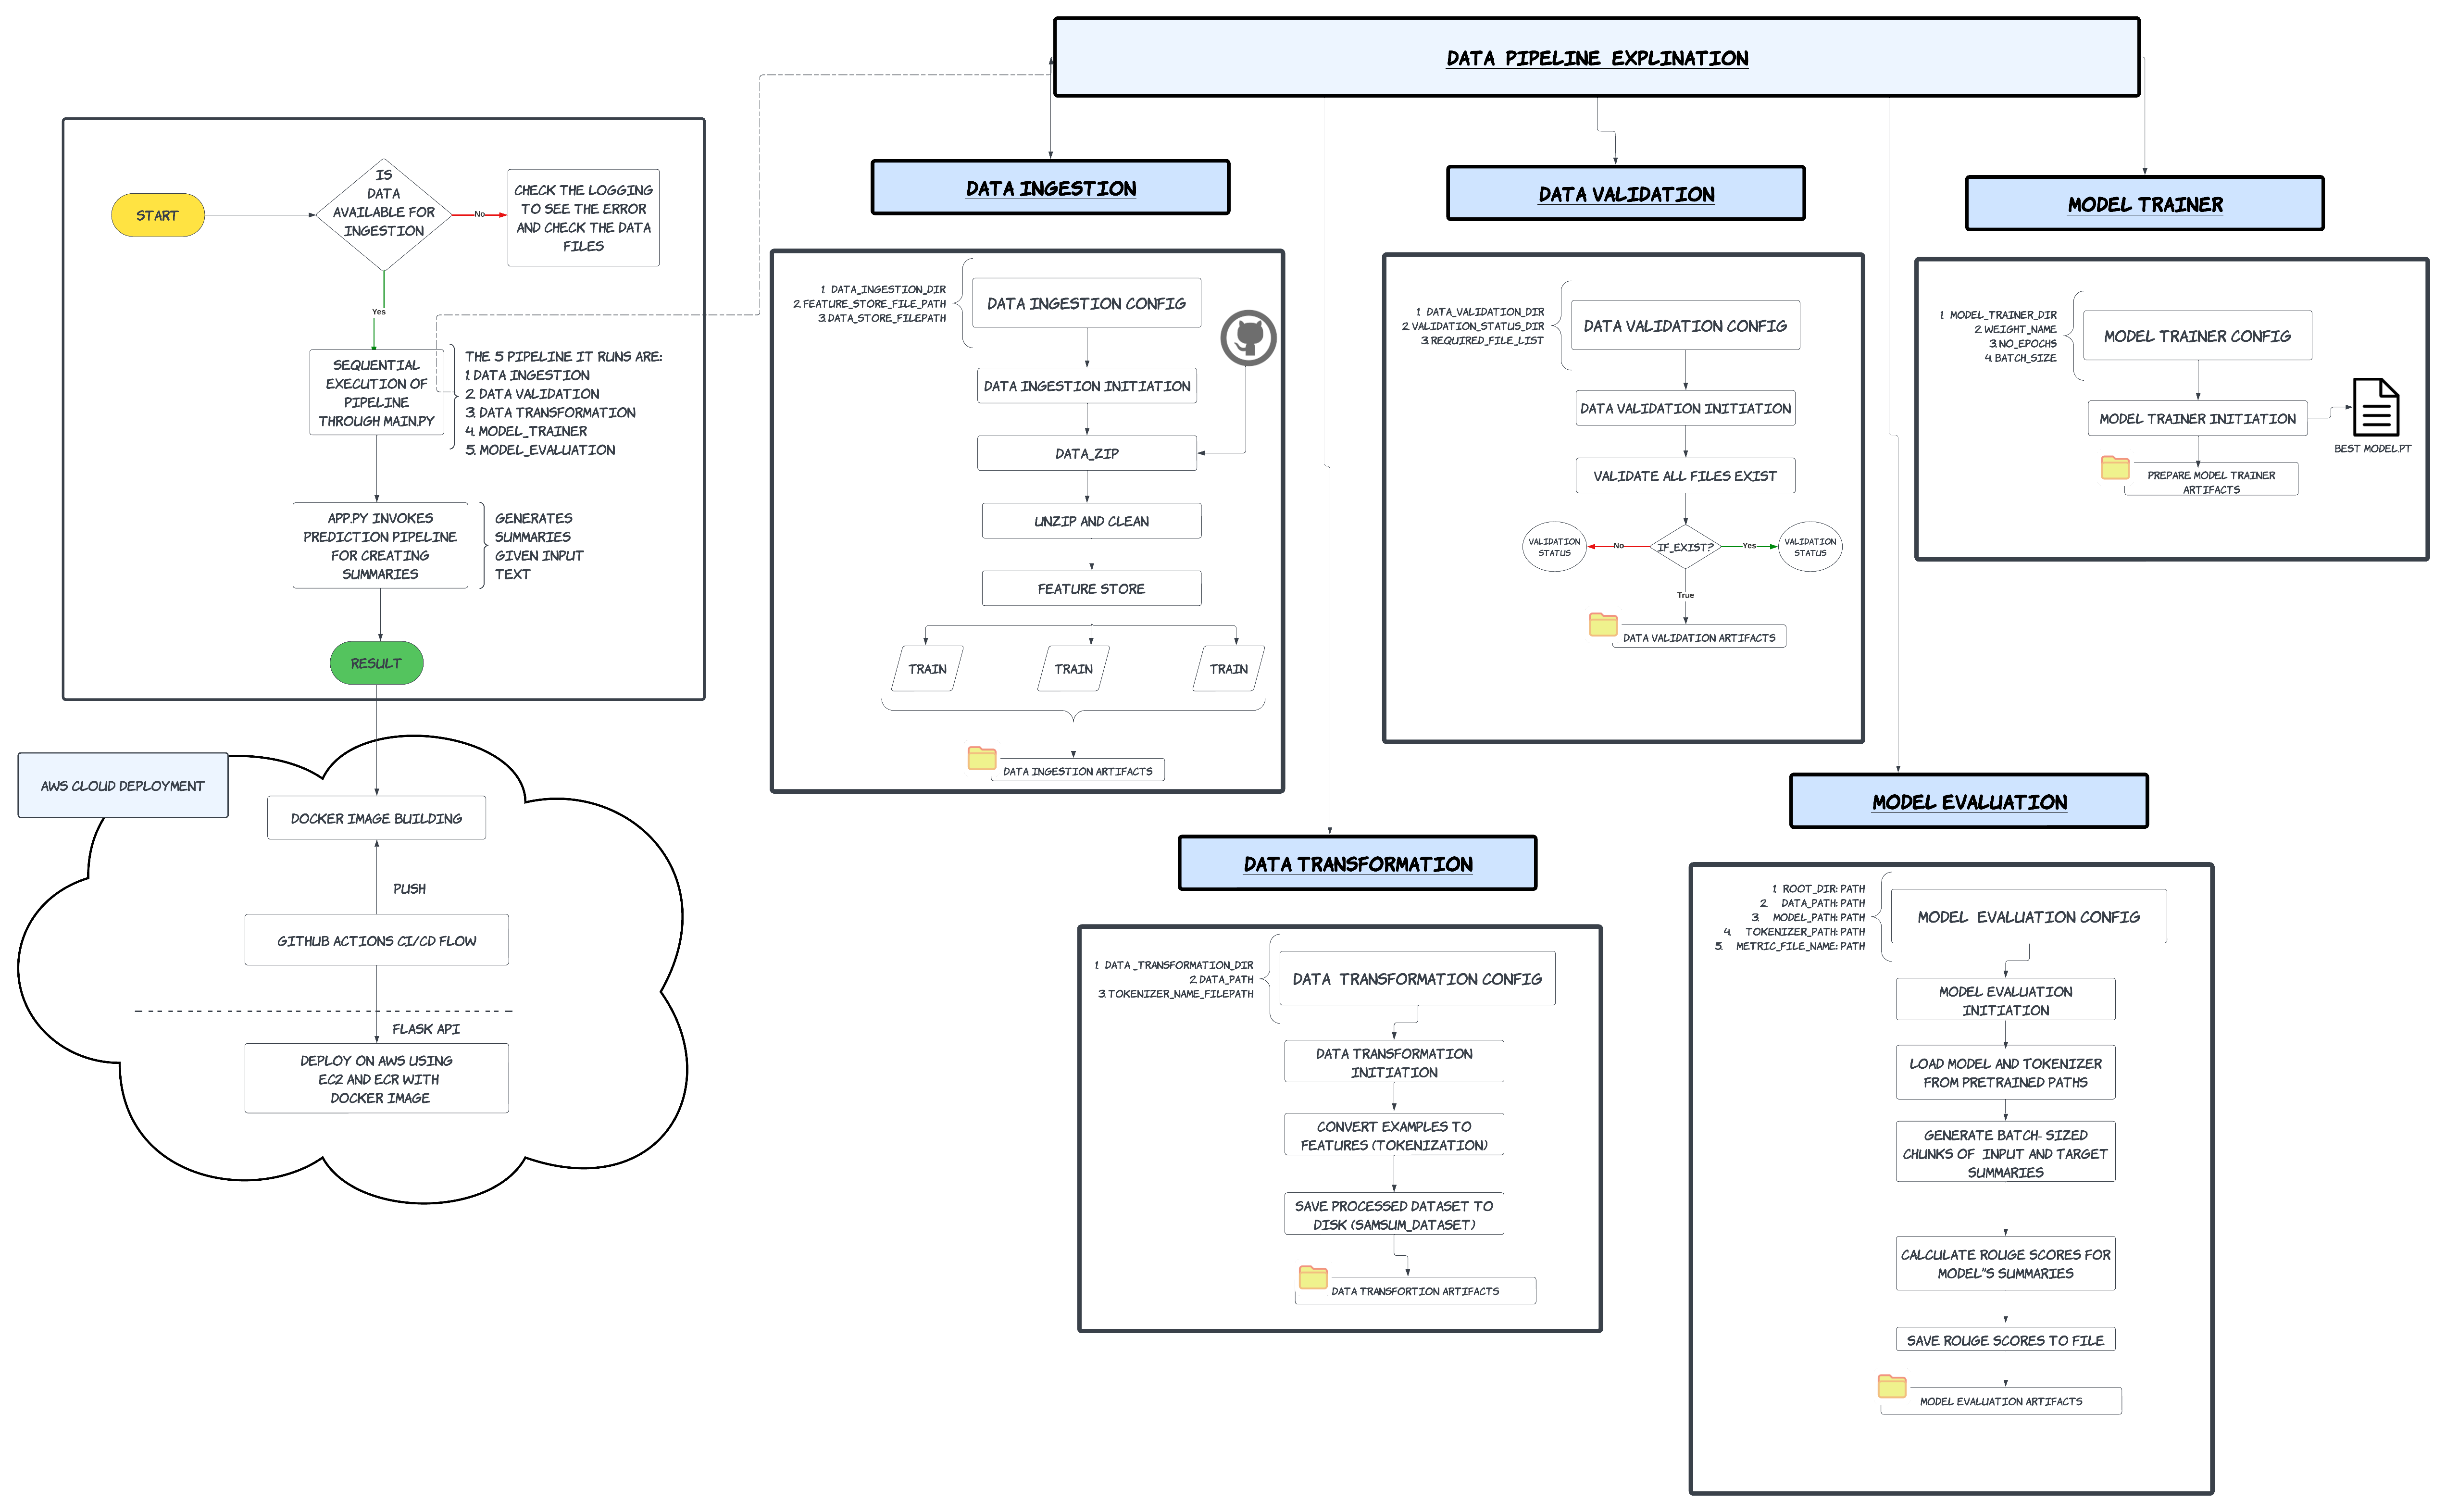 DATA PIPELINE EXPLINATION
START
IS
DATA
AVAILABLE FOR
INGESTION
No
CHECK THE LOGGING
TO SEE THE ERROR
AND CHECK THE DATA
FILES
Yes
SEQUENTIAL
EXECUTION OF
PIPELINE
THROUGH MAIN.PY
THE 5 PIPELINE IT RUNS ARE:
1. DATA INGESTION
2. DATA VALIDATION
3. DATA TRANSFORMATION
4. MODEL_TRAINER
5. MODEL_EVALUATION
APP.PY INVOKES
PREDICTION PIPELINE
FOR CREATING
SUMMARIES
GENERATES
SUMMARIES
GIVEN INPUT
TEXT
RESULT
AWS CLOUD DEPLOYMENT
DOCKER IMAGE BUILDING
PUSH
GITHUB ACTIONS CI/CD FLOW
FLASK API
DEPLOY ON AWS USING
EC2 AND ECR WITH
DOCKER IMAGE
DATA INGESTION
1. DATA_INGESTION_DIR
2. FEATURE_STORE_FILE_PATH
3. DATA_STORE_FILEPATH
DATA INGESTION CONFIG
DATA INGESTION INITIATION
DATA_ZIP
UNZIP AND CLEAN
FEATURE STORE
TRAIN
TRAIN
TRAIN
DATA INGESTION ARTIFACTS
DATA VALIDATION
1. DATA_VALIDATION_DIR
2. VALIDATION_STATUS_DIR
3. REQUIRED_FILE_LIST
DATA VALIDATION CONFIG
DATA VALIDATION INITIATION
VALIDATE ALL FILES EXIST
VALIDATION
STATUS
No
IF_EXIST?
Yes
VALIDATION
STATUS
True
DATA VALIDATION ARTIFACTS
MODEL TRAINER
1. MODEL_TRAINER_DIR
2. WEIGHT_NAME
3. NO_EPOCHS
4. BATCH_SIZE
MODEL TRAINER CONFIG
MODEL TRAINER INITIATION
BEST MODEL.PT
PREPARE MODEL TRAINER
ARTIFACTS
DATA TRANSFORMATION
1. DATA _TRANSFORMATION_DIR
2. DATA_PATH
3. TOKENIZER_NAME_FILEPATH
DATA TRANSFORMATION CONFIG
DATA TRANSFORMATION
INITIATION
CONVERT EXAMPLES TO
FEATURES (TOKENIZATION)
SAVE PROCESSED DATASET TO
DISK (SAMSUM_DATASET)
DATA TRANSFORTION ARTIFACTS
MODEL EVALUATION
1. ROOT_DIR: PATH
2. DATA_PATH: PATH
3. MODEL_PATH: PATH
4. TOKENIZER_PATH: PATH
5. METRIC_FILE_NAME: PATH
MODEL EVALUATION CONFIG
MODEL EVALUATION
INITIATION
LOAD MODEL AND TOKENIZER
FROM PRETRAINED PATHS
GENERATE BATCH- SIZED
CHUNKS OF INPUT AND TARGET
SUMMARIES
CALCULATE ROUGE SCORES FOR
MODEL"S SUMMARIES
SAVE ROUGE SCORES TO FILE
MODEL EVALUATION ARTIFACTS